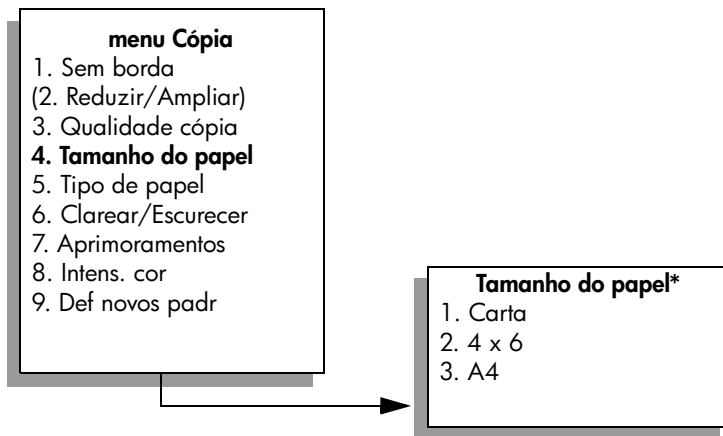 menu Cópia
1. Sem borda
(2. Reduzir/Ampliar)
3. Qualidade cópia
4. Tamanho do papel
5. Tipo de papel
6. Clarear/Escurecer
7. Aprimoramentos
8. Intens. cor
9. Def novos padr
Tamanho do papel*
1. Carta
2. 4 x 6
3. A4